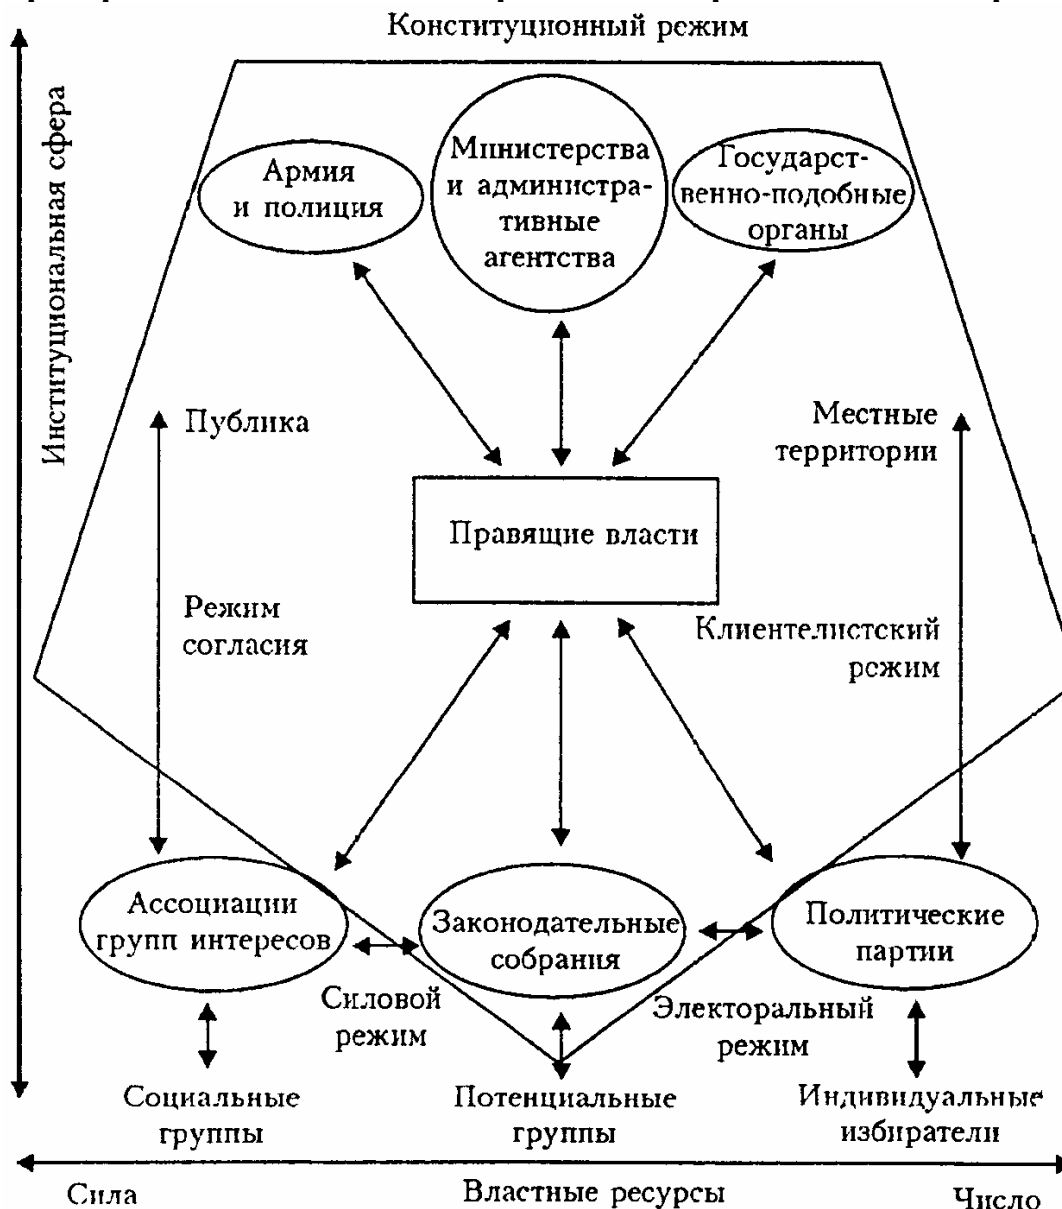 Конституционный режим
Институциональная сфера
Армия
и полиция
Министерства
и администра-
тивные
агентства
Государст-
венно-подобные
органы
Публика
Местные
территории
Правящие власти
Режим
согласия
Клиентелистский
режим
Ассоциации
групп интересов
Законодательные
собрания
Политические
партии
Силовой
режим
Электоральный
режим
Социальные
группы
Потенциальные
группы
Индивидуальные
избиратели
Сила
Властные ресурсы
Число